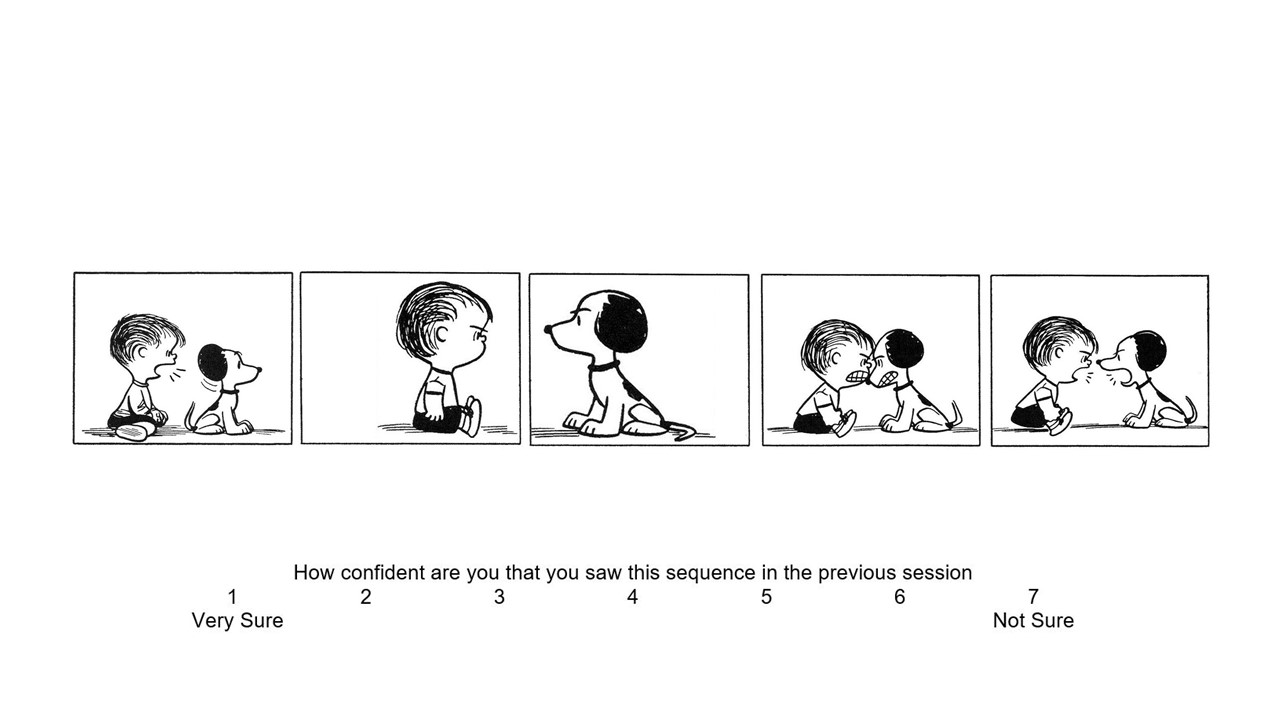 How confident are you that you saw this sequence in the previous session
1 2 3 4 5 6 7
Very Sure Not Sure